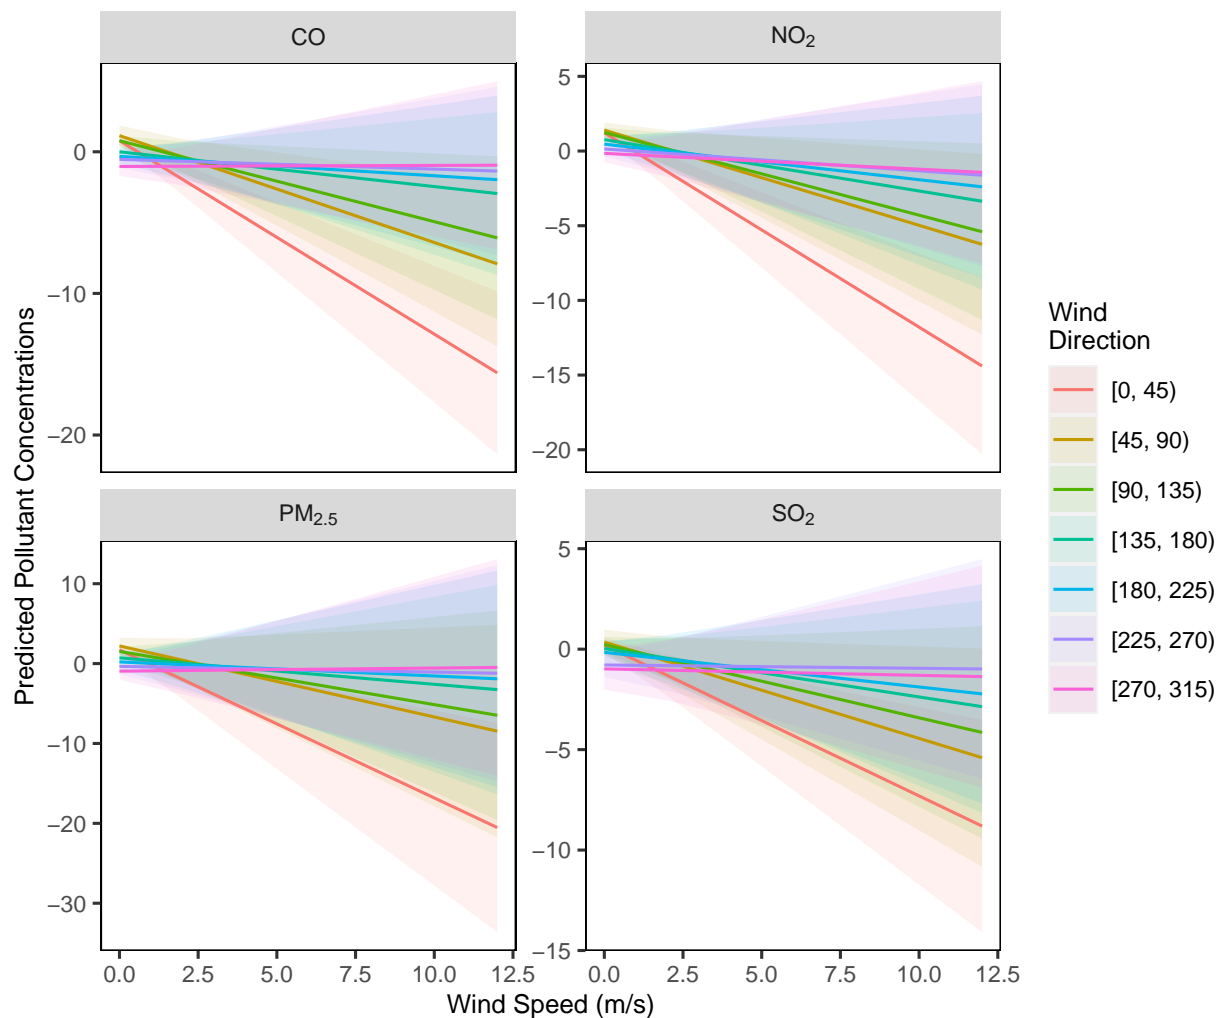 CO
NO₂
0
−10
−20
5
0
−5
−10
−15
−20
PM₂.₅
SO₂
10
0
−10
−20
−30
5
0
−5
−10
−15
0.0 2.5 5.0 7.5 10.0 12.5
0.0 2.5 5.0 7.5 10.0 12.5
Wind Speed (m/s)
Predicted Pollutant Concentrations
Wind
Direction
[0, 45)
[45, 90)
[90, 135)
[135, 180)
[180, 225)
[225, 270)
[270, 315)